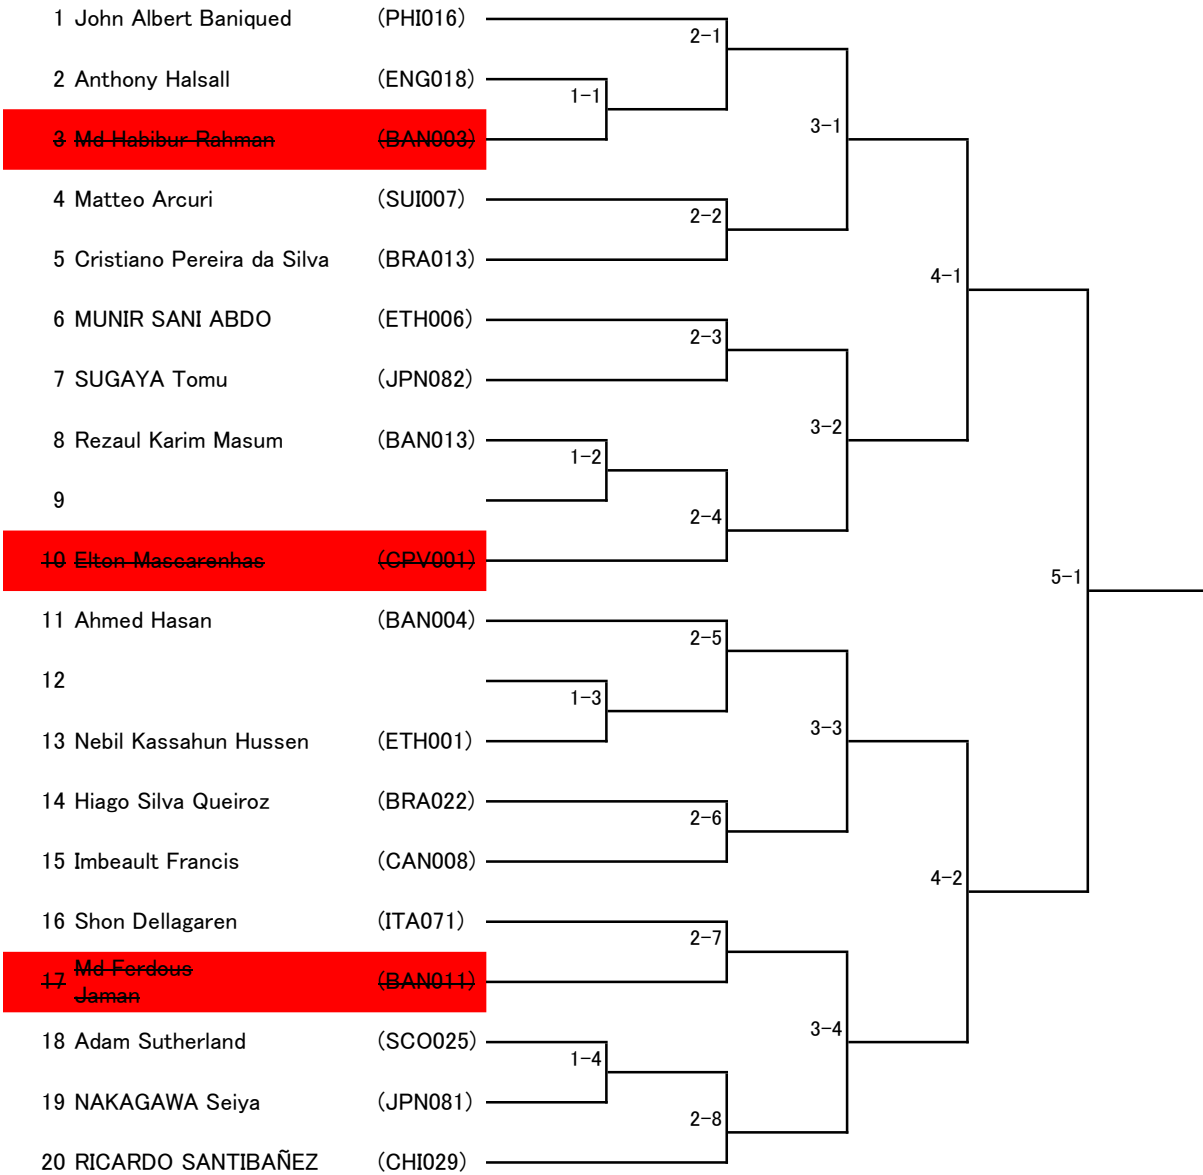 1 John Albert Baniqued (PHI016)
2-1
2 Anthony Halsall (ENG018)
1-1
3-1
3 Md Habibur Rahman (BAN003)
4 Matteo Arcuri (SUI007)
2-2
5 Cristiano Pereira da Silva (BRA013)
4-1
6 MUNIR SANI ABDO (ETH006)
2-3
7 SUGAYA Tomu (JPN082)
3-2
8 Rezaul Karim Masum (BAN013)
1-2
9
2-4
10 Elton Mascarenhas (CPV001)
5-1
11 Ahmed Hasan (BAN004)
2-5
12
1-3
3-3
13 Nebil Kassahun Hussen (ETH001)
14 Hiago Silva Queiroz (BRA022)
2-6
15 Imbeault Francis (CAN008)
4-2
16 Shon Dellagaren (ITA071)
2-7
17 Md Ferdous
Jaman (BAN011)
3-4
18 Adam Sutherland (SCO025)
1-4
19 NAKAGAWA Seiya (JPN081)
2-8
20 RICARDO SANTIBAÑEZ (CHI029)